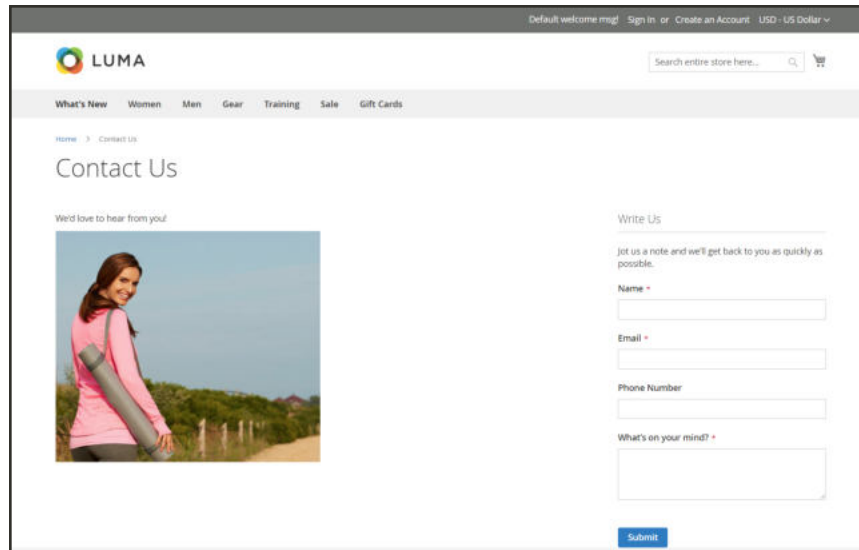 Default welcome msg! Sign In or Create an Account USD - US Dollar
LUMA
Search entire store here...
What's New Women Men Gear Training Sale Gift Cards
Home > Contact Us
Contact Us
We'd love to hear from you!
Write Us
Jot us a note and we'll get back to you as quickly as
possible.
Name *
Email *
Phone Number
What's on your mind? *
Submit